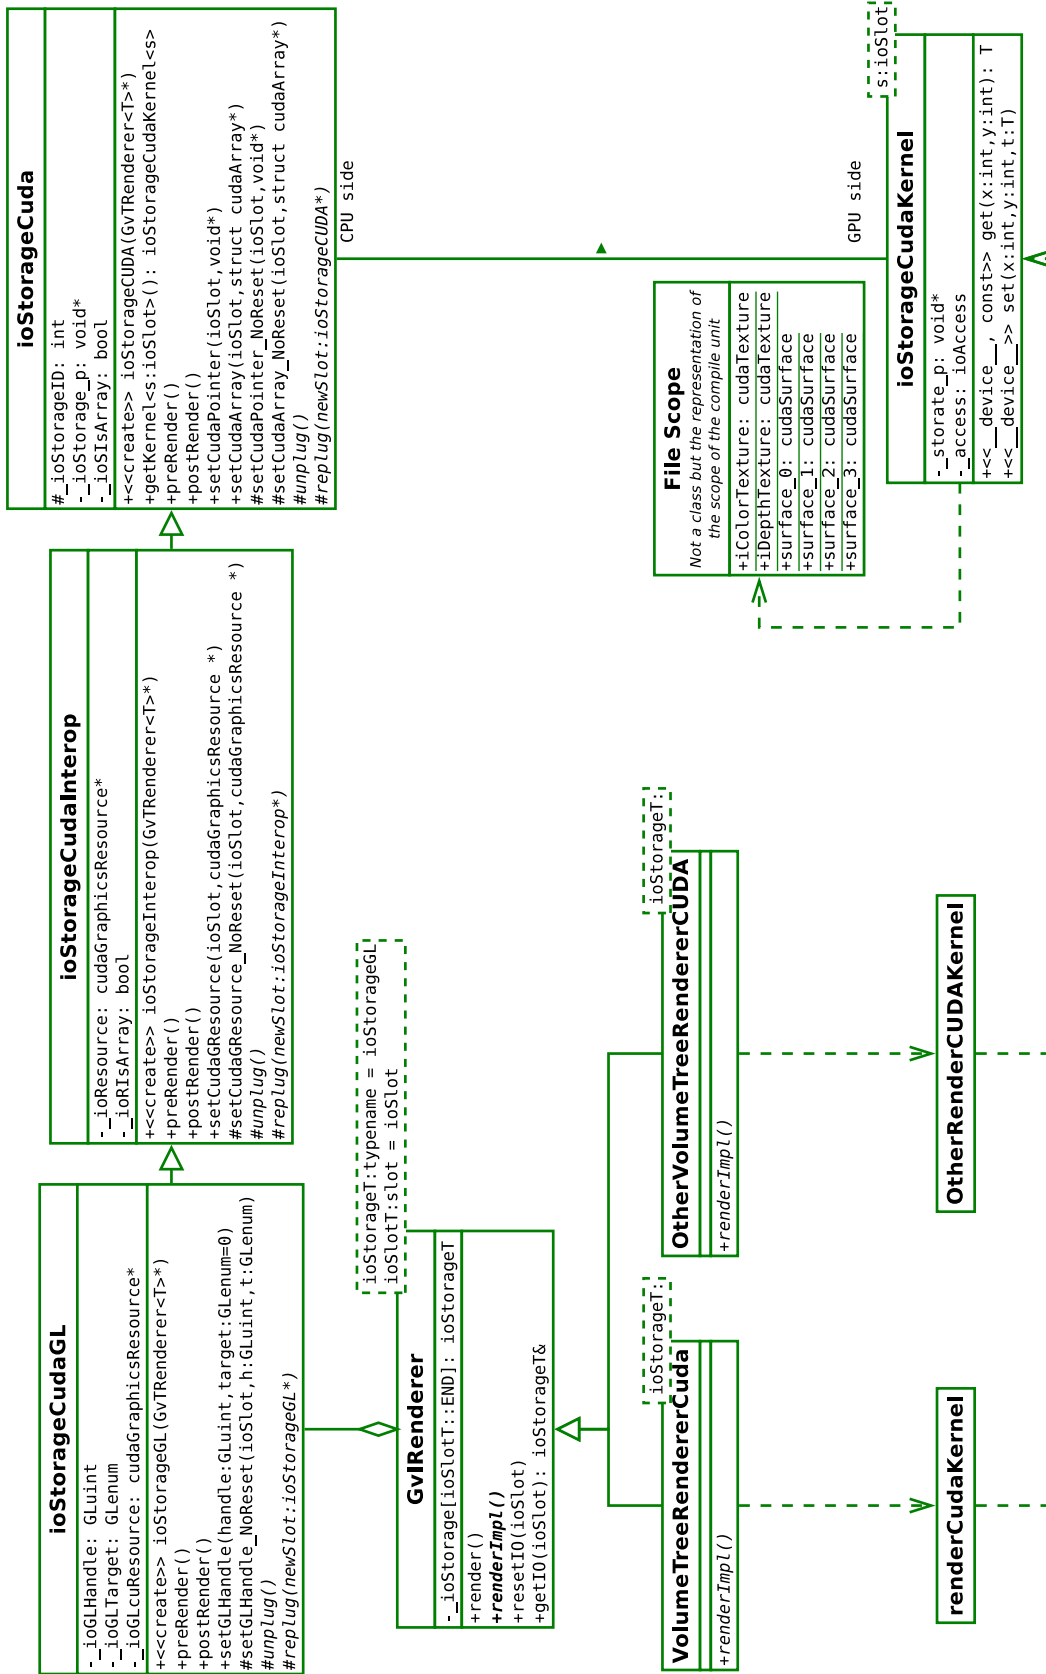 ioStorageCudaGL
-_ioGLHandle: GLuint
-_ioGLTarget: GLenum
-_ioGLcuResource: cudaGraphicsResource*
+<<create>> ioStorageGL(GvTRenderer<T>*)
+preRender()
+postRender()
+setGLHandle(handle:GLuint,target:GLenum=0)
#setGLHandle_NoReset(ioSlot,h:GLuint,t:GLenum)
#unplug()
#replug(newSlot:ioStorageGL*)
ioStorageCudaInterop
-_ioResource: cudaGraphicsResource*
-_ioRIsArray: bool
+<<create>> ioStorageInterop(GvTRenderer<T>*)
+preRender()
+postRender()
+setCudaGResource(ioSlot,cudaGraphicsResource *)
#setCudaGResource_NoReset(ioSlot,cudaGraphicsResource *)
#unplug()
#replug(newSlot:ioStorageInterop*)
ioStorageCuda
#_ioStorageID: int
-_ioStorage_p: void*
-_ioSIsArray: bool
+<<create>> ioStorageCUDA(GvTRenderer<T>*)
+getKernel<s:ioSlot>(): ioStorageCudaKernel<s>
+preRender()
+postRender()
+setCudaPointer(ioSlot,void*)
+setCudaArray(ioSlot,struct cudaArray*)
#setCudaPointer_NoReset(ioSlot,void*)
#setCudaArray_NoReset(ioSlot,struct cudaArray*)
#unplug()
#replug(newSlot:ioStorageCUDA*)
CPU side
ioStorageT:typename = ioStorageGL
ioSlotT:slot = ioSlot
GvIRenderer
-_ioStorage[ioSlotT::END]: ioStorageT
+render()
+renderImpl()
+resetIO(ioSlot)
+getIO(ioSlot): ioStorageT&
ioStorageT:
VolumeTreeRendererCuda
+renderImpl()
ioStorageT:
OtherVolumeTreeRendererCUDA
+renderImpl()
File Scope
Not a class but the representation of
the scope of the compile unit
+iColorTexture: cudaTexture
+iDepthTexture: cudaTexture
+surface_0: cudaSurface
+surface_1: cudaSurface
+surface_2: cudaSurface
+surface_3: cudaSurface
GPU side
s:ioSlot
ioStorageCudaKernel
-_storate_p: void*
-_access: ioAccess
+<<__device__, const>> get(x:int,y:int): T
+<<__device__>> set(x:int,y:int,t:T)
renderCudaKernel
OtherRenderCUDAKernel